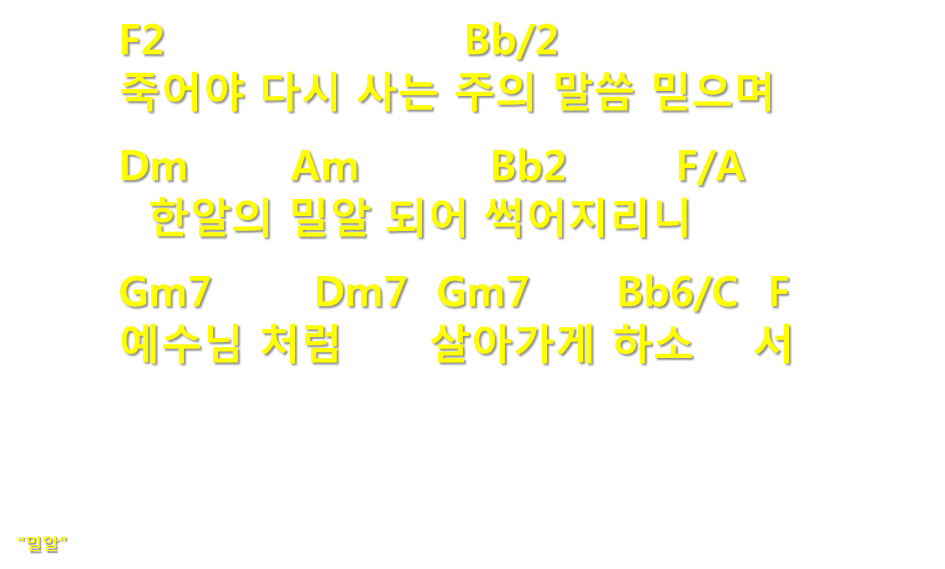 F2 Bb/2
죽어야 다시 사는 주의 말씀 믿으며
Dm Am Bb2 F/A
한알의 밀알 되어 썩어지리니
Gm7 Dm7 Gm7 Bb6/C F
예수님 처럼 살아가게 하소 서
"밀알"